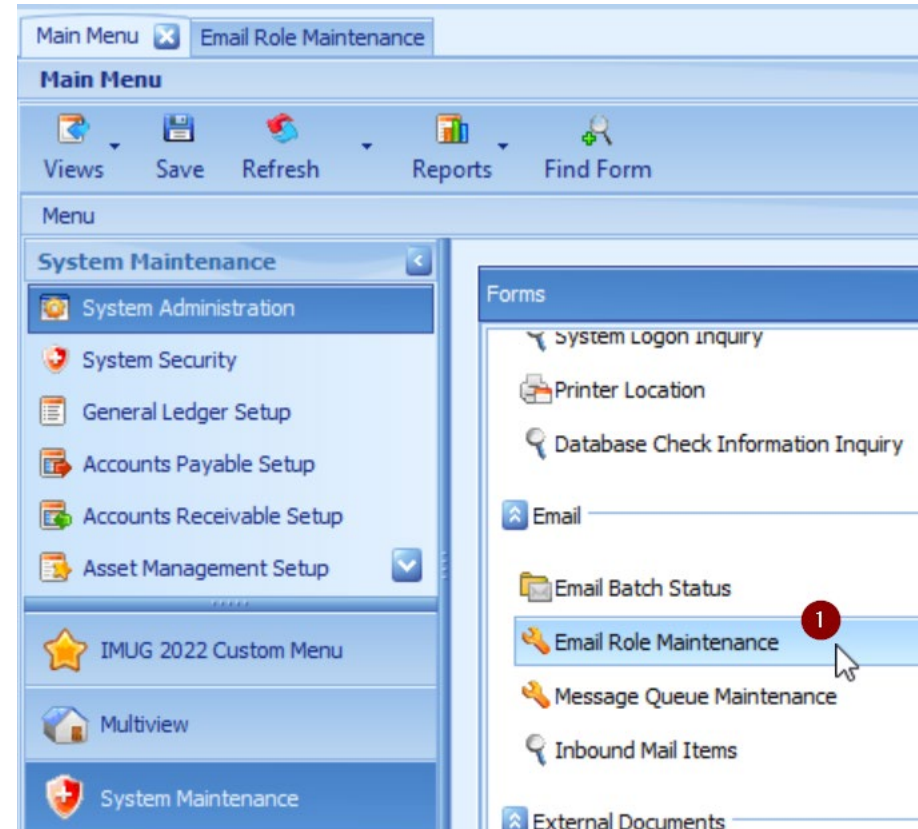 Main Menu Email Role Maintenance
Main Menu
Views Save Refresh Reports Find Form
Menu
System Maintenance
System Administration
System Security
General Ledger Setup
Accounts Payable Setup
Accounts Receivable Setup
Asset Management Setup
IMUG 2022 Custom Menu
Multiview
System Maintenance
Forms
System Logon Inquiry
Printer Location
Database Check Information Inquiry
Email
Email Batch Status
Email Role Maintenance 1
Message Queue Maintenance
Inbound Mail Items
External Documents